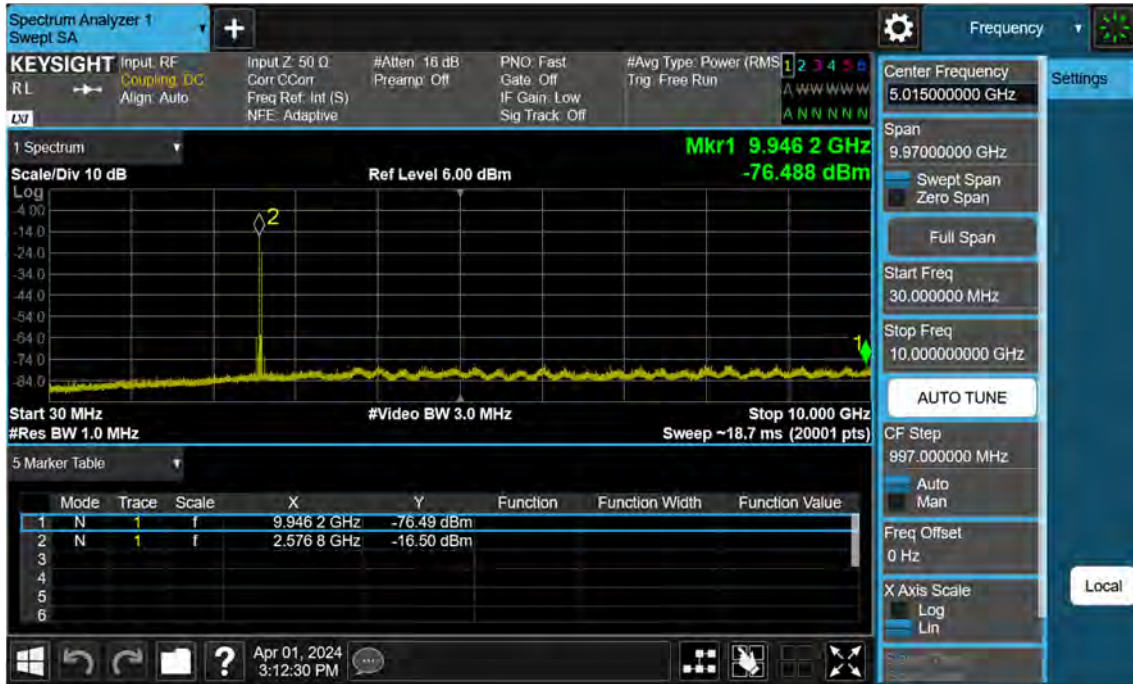 Spectrum Analyzer 1
Swept SA
+
Frequency
KEYSIGHT
RL
LXI
Input: RF
Coupling: DC
Align: Auto
Input Z: 50 Ω
Corr CCorr
Freq Ref: Int (S)
NFE: Adaptive
#Atten: 16 dB
Preamp: Off
PNO: Fast
Gate: Off
IF Gain: Low
Sig Track: Off
#Avg Type: Power (RMS
Trig: Free Run
1 2 3 4 5 6
A W W W W W
A N N N N N
1 Spectrum
Scale/Div 10 dB
Ref Level 6.00 dBm
Mkr1 9.946 2 GHz
-76.488 dBm
Log
-4.00
-14.0
-24.0
-34.0
-44.0
-54.0
-64.0
-74.0
-84.0
2
1
Start 30 MHz
#Video BW 3.0 MHz
Stop 10.000 GHz
#Res BW 1.0 MHz
Sweep ~18.7 ms (20001 pts)
5 Marker Table
Mode Trace Scale X Y Function Function Width Function Value
1 N 1 f 9.946 2 GHz -76.49 dBm
2 N 1 f 2.576 8 GHz -16.50 dBm
3
4
5
6
Apr 01, 2024
3:12:30 PM
?
Center Frequency
5.015000000 GHz
Span
9.97000000 GHz
Swept Span
Zero Span
Full Span
Start Freq
30.000000 MHz
Stop Freq
10.000000000 GHz
AUTO TUNE
CF Step
997.000000 MHz
Auto
Man
Freq Offset
0 Hz
X Axis Scale
Log
Lin
Settings
Local